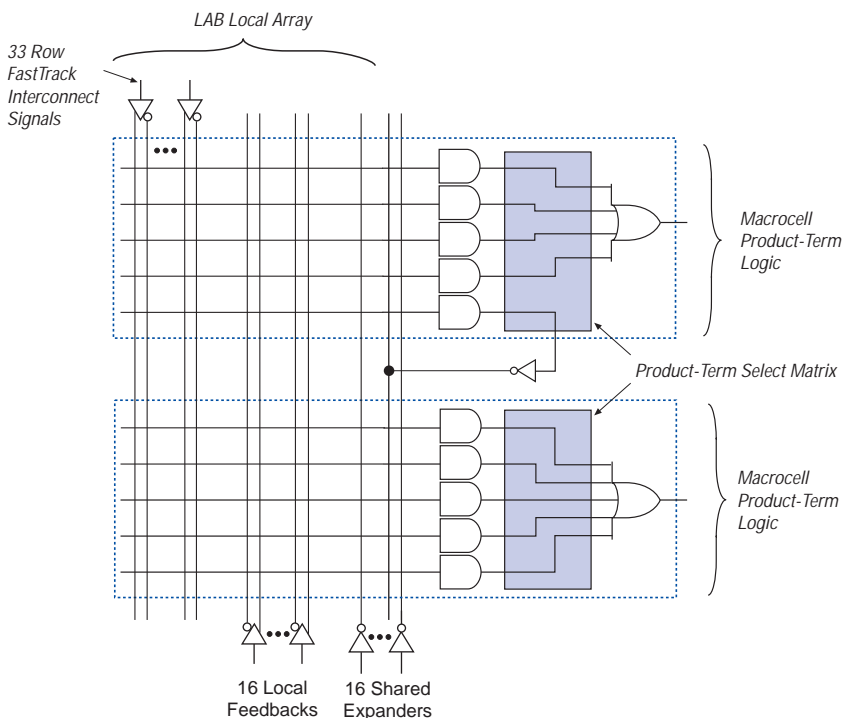 LAB Local Array
33 Row
FastTrack
Interconnect
Signals
Macrocell
Product-Term
Logic
Product-Term Select Matrix
Macrocell
Product-Term
Logic
16 Local
Feedbacks
16 Shared
Expanders